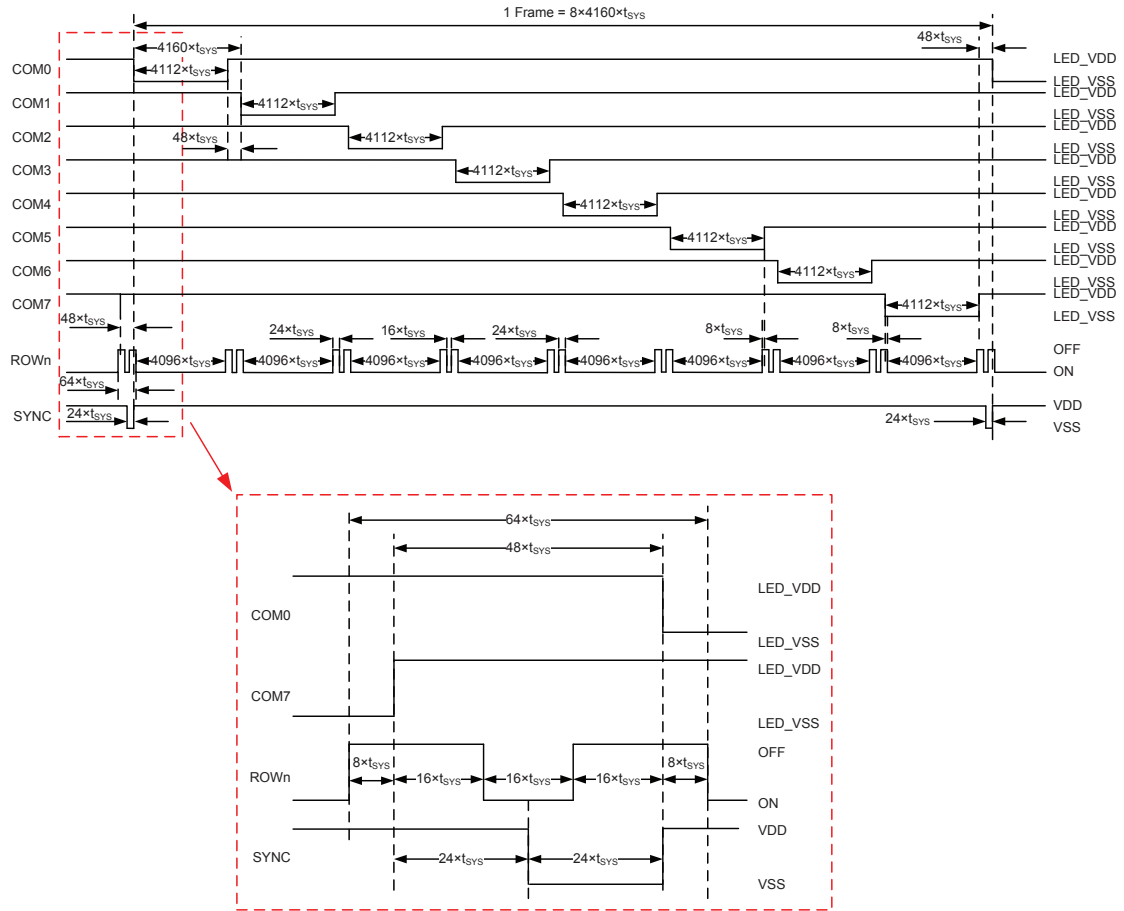 1 Frame = 8×4160×tSYS
4160×tSYS
48×tSYS
COM0
4112×tSYS
LED_VDD
LED_VSS
COM1
4112×tSYS
LED_VDD
LED_VSS
COM2
48×tSYS
4112×tSYS
LED_VDD
LED_VSS
COM3
4112×tSYS
LED_VDD
LED_VSS
COM4
4112×tSYS
LED_VDD
LED_VSS
COM5
4112×tSYS
LED_VDD
LED_VSS
COM6
4112×tSYS
LED_VDD
LED_VSS
COM7
4112×tSYS
LED_VDD
LED_VSS
48×tSYS
24×tSYS
16×tSYS
24×tSYS
8×tSYS
8×tSYS
ROWn
4096×tSYS
4096×tSYS
4096×tSYS
4096×tSYS
4096×tSYS
4096×tSYS
4096×tSYS
4096×tSYS
OFF
ON
64×tSYS
SYNC
24×tSYS
24×tSYS
VDD
VSS
64×tSYS
48×tSYS
COM0
LED_VDD
LED_VSS
COM7
LED_VDD
LED_VSS
ROWn
8×tSYS
16×tSYS
16×tSYS
16×tSYS
8×tSYS
OFF
ON
SYNC
24×tSYS
24×tSYS
VDD
VSS